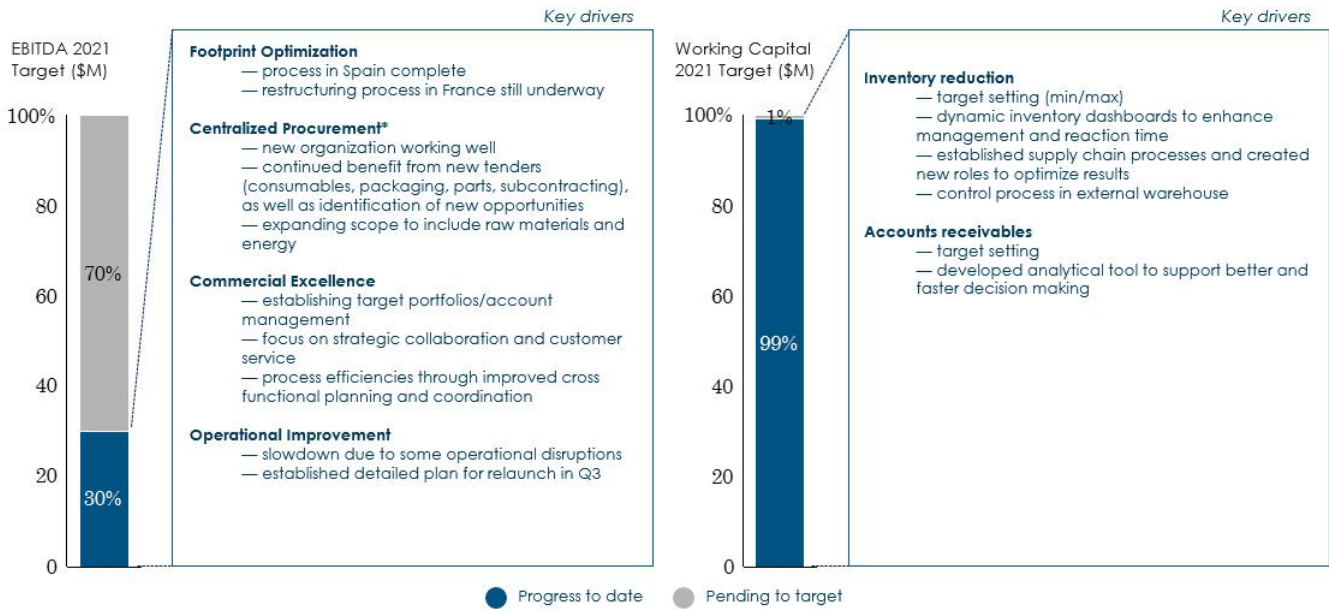 Key drivers
EBITDA 2021
Target ($M)
100%
80
60
40
20
0
70%
30%
Footprint Optimization
— process in Spain complete
— restructuring process in France still underway
Centralized Procurement*
— new organization working well
— continued benefit from new tenders
(consumables, packaging, parts, subcontracting),
as well as identification of new opportunities
— expanding scope to include raw materials and
energy
Commercial Excellence
— establishing target portfolios/account
management
— focus on strategic collaboration and customer
service
— process efficiencies through improved cross
functional planning and coordination
Operational Improvement
— slowdown due to some operational disruptions
— established detailed plan for relaunch in Q3
Key drivers
Working Capital
2021 Target ($M)
100%
80
60
40
20
0
1%
99%
Inventory reduction
— target setting (min/max)
— dynamic inventory dashboards to enhance
management and reaction time
— established supply chain processes and created
new roles to optimize results
— control process in external warehouse
Accounts receivables
— target setting
— developed analytical tool to support better and
faster decision making
Progress to date
Pending to target